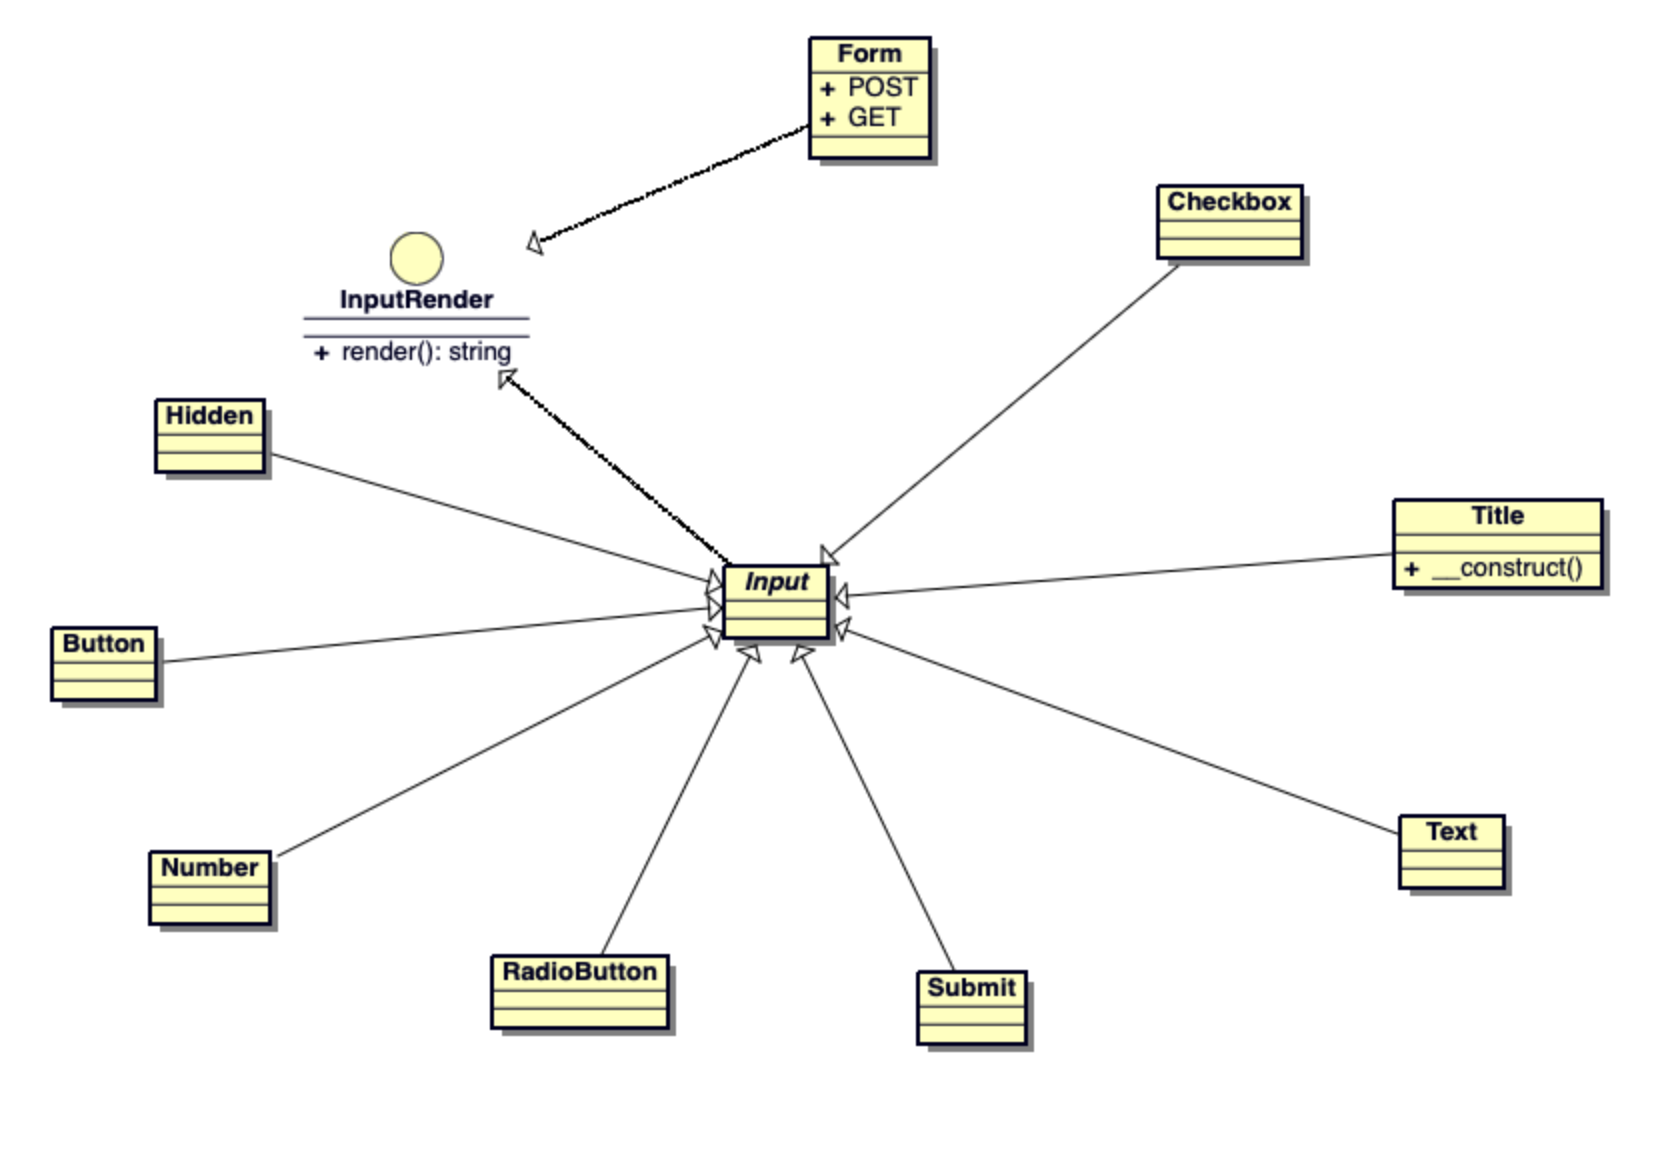 Form
+ POST
+ GET
Checkbox
InputRender
+ render(): string
Hidden
Title
+ __construct()
Input
Button
Text
Number
RadioButton
Submit